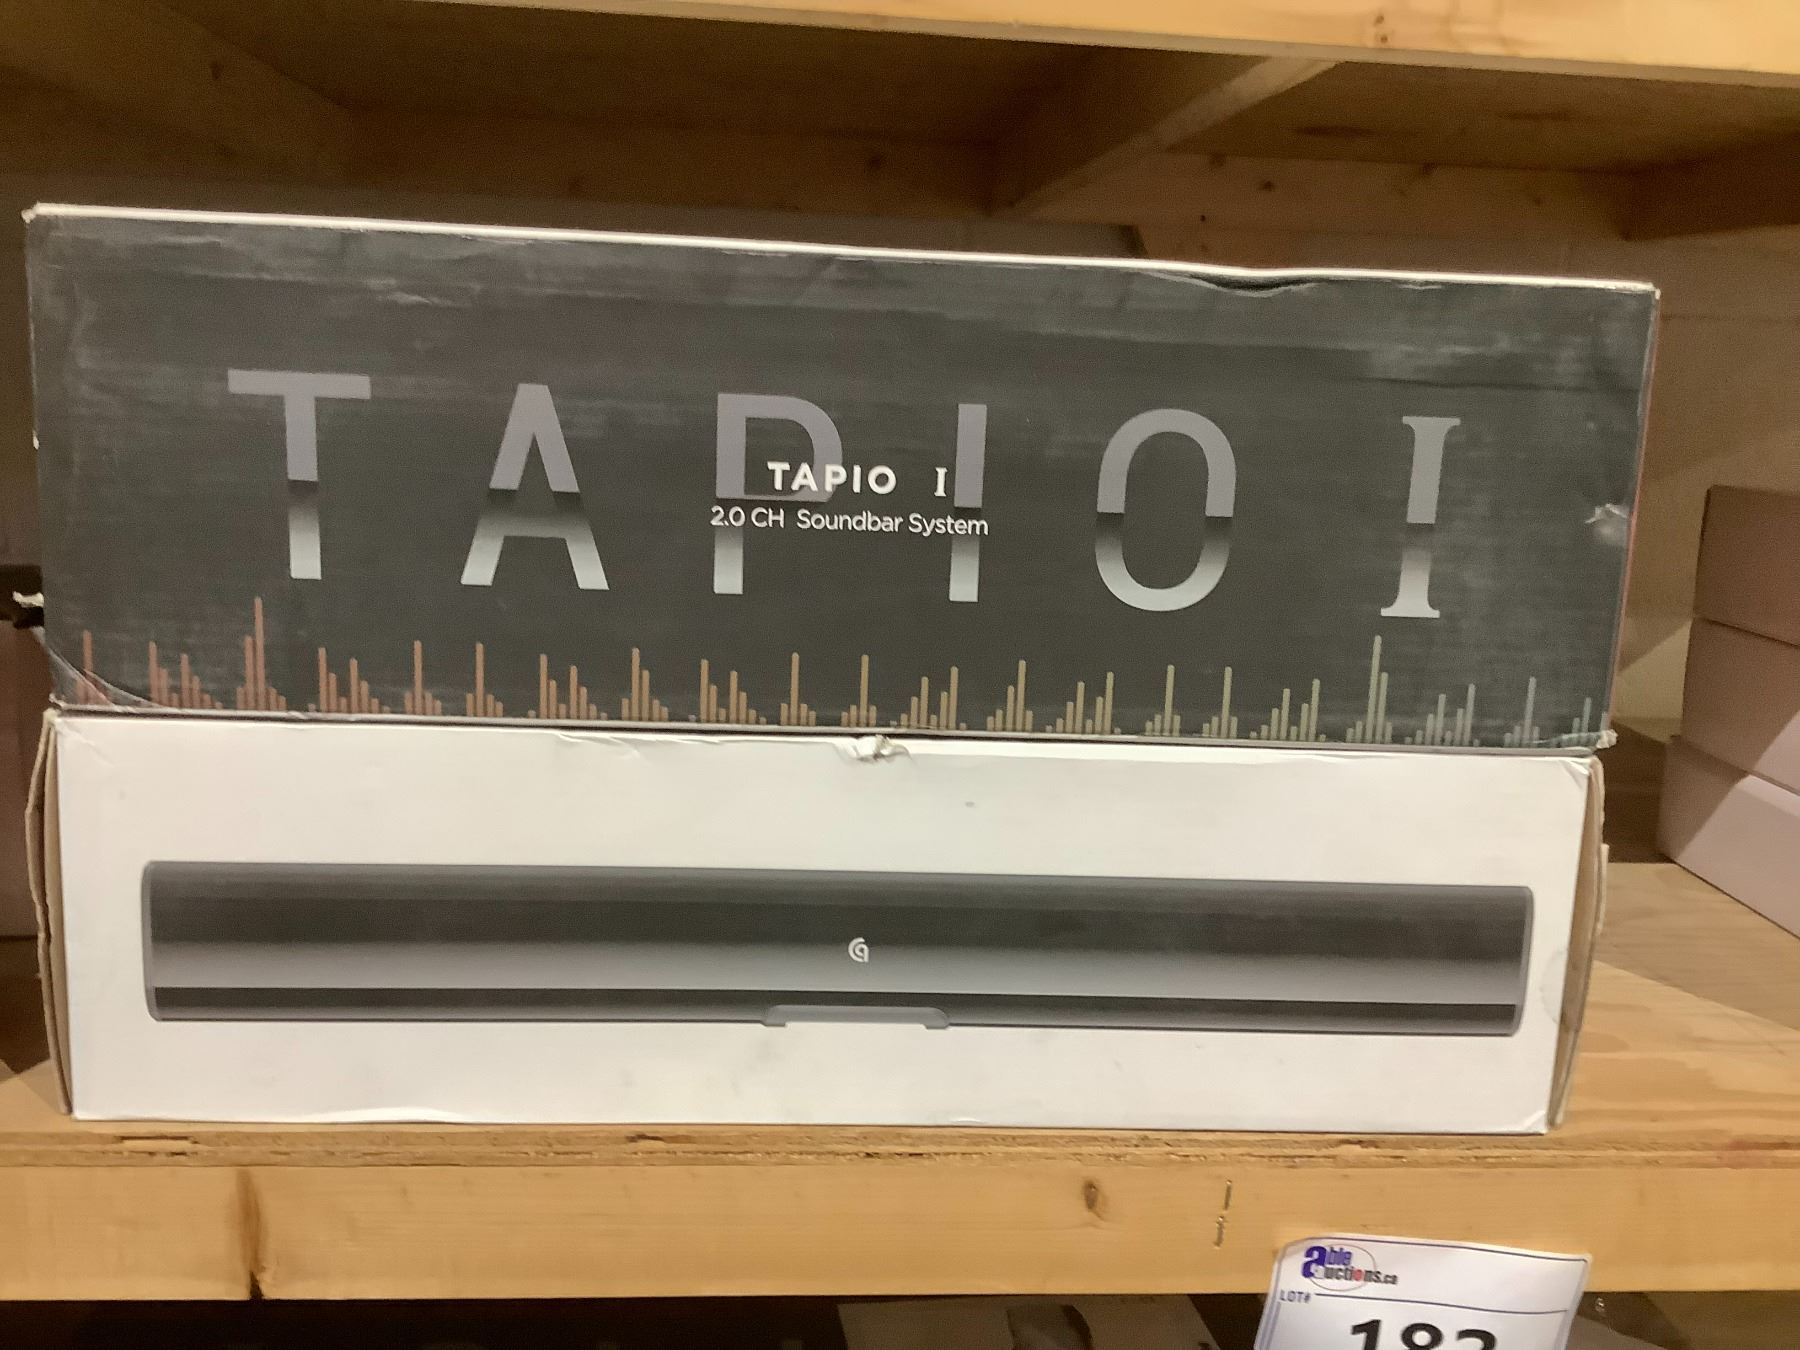 TAPIO I
TAPIO I
2.0 CH Soundbar System
able
auctions.ca
LOT#